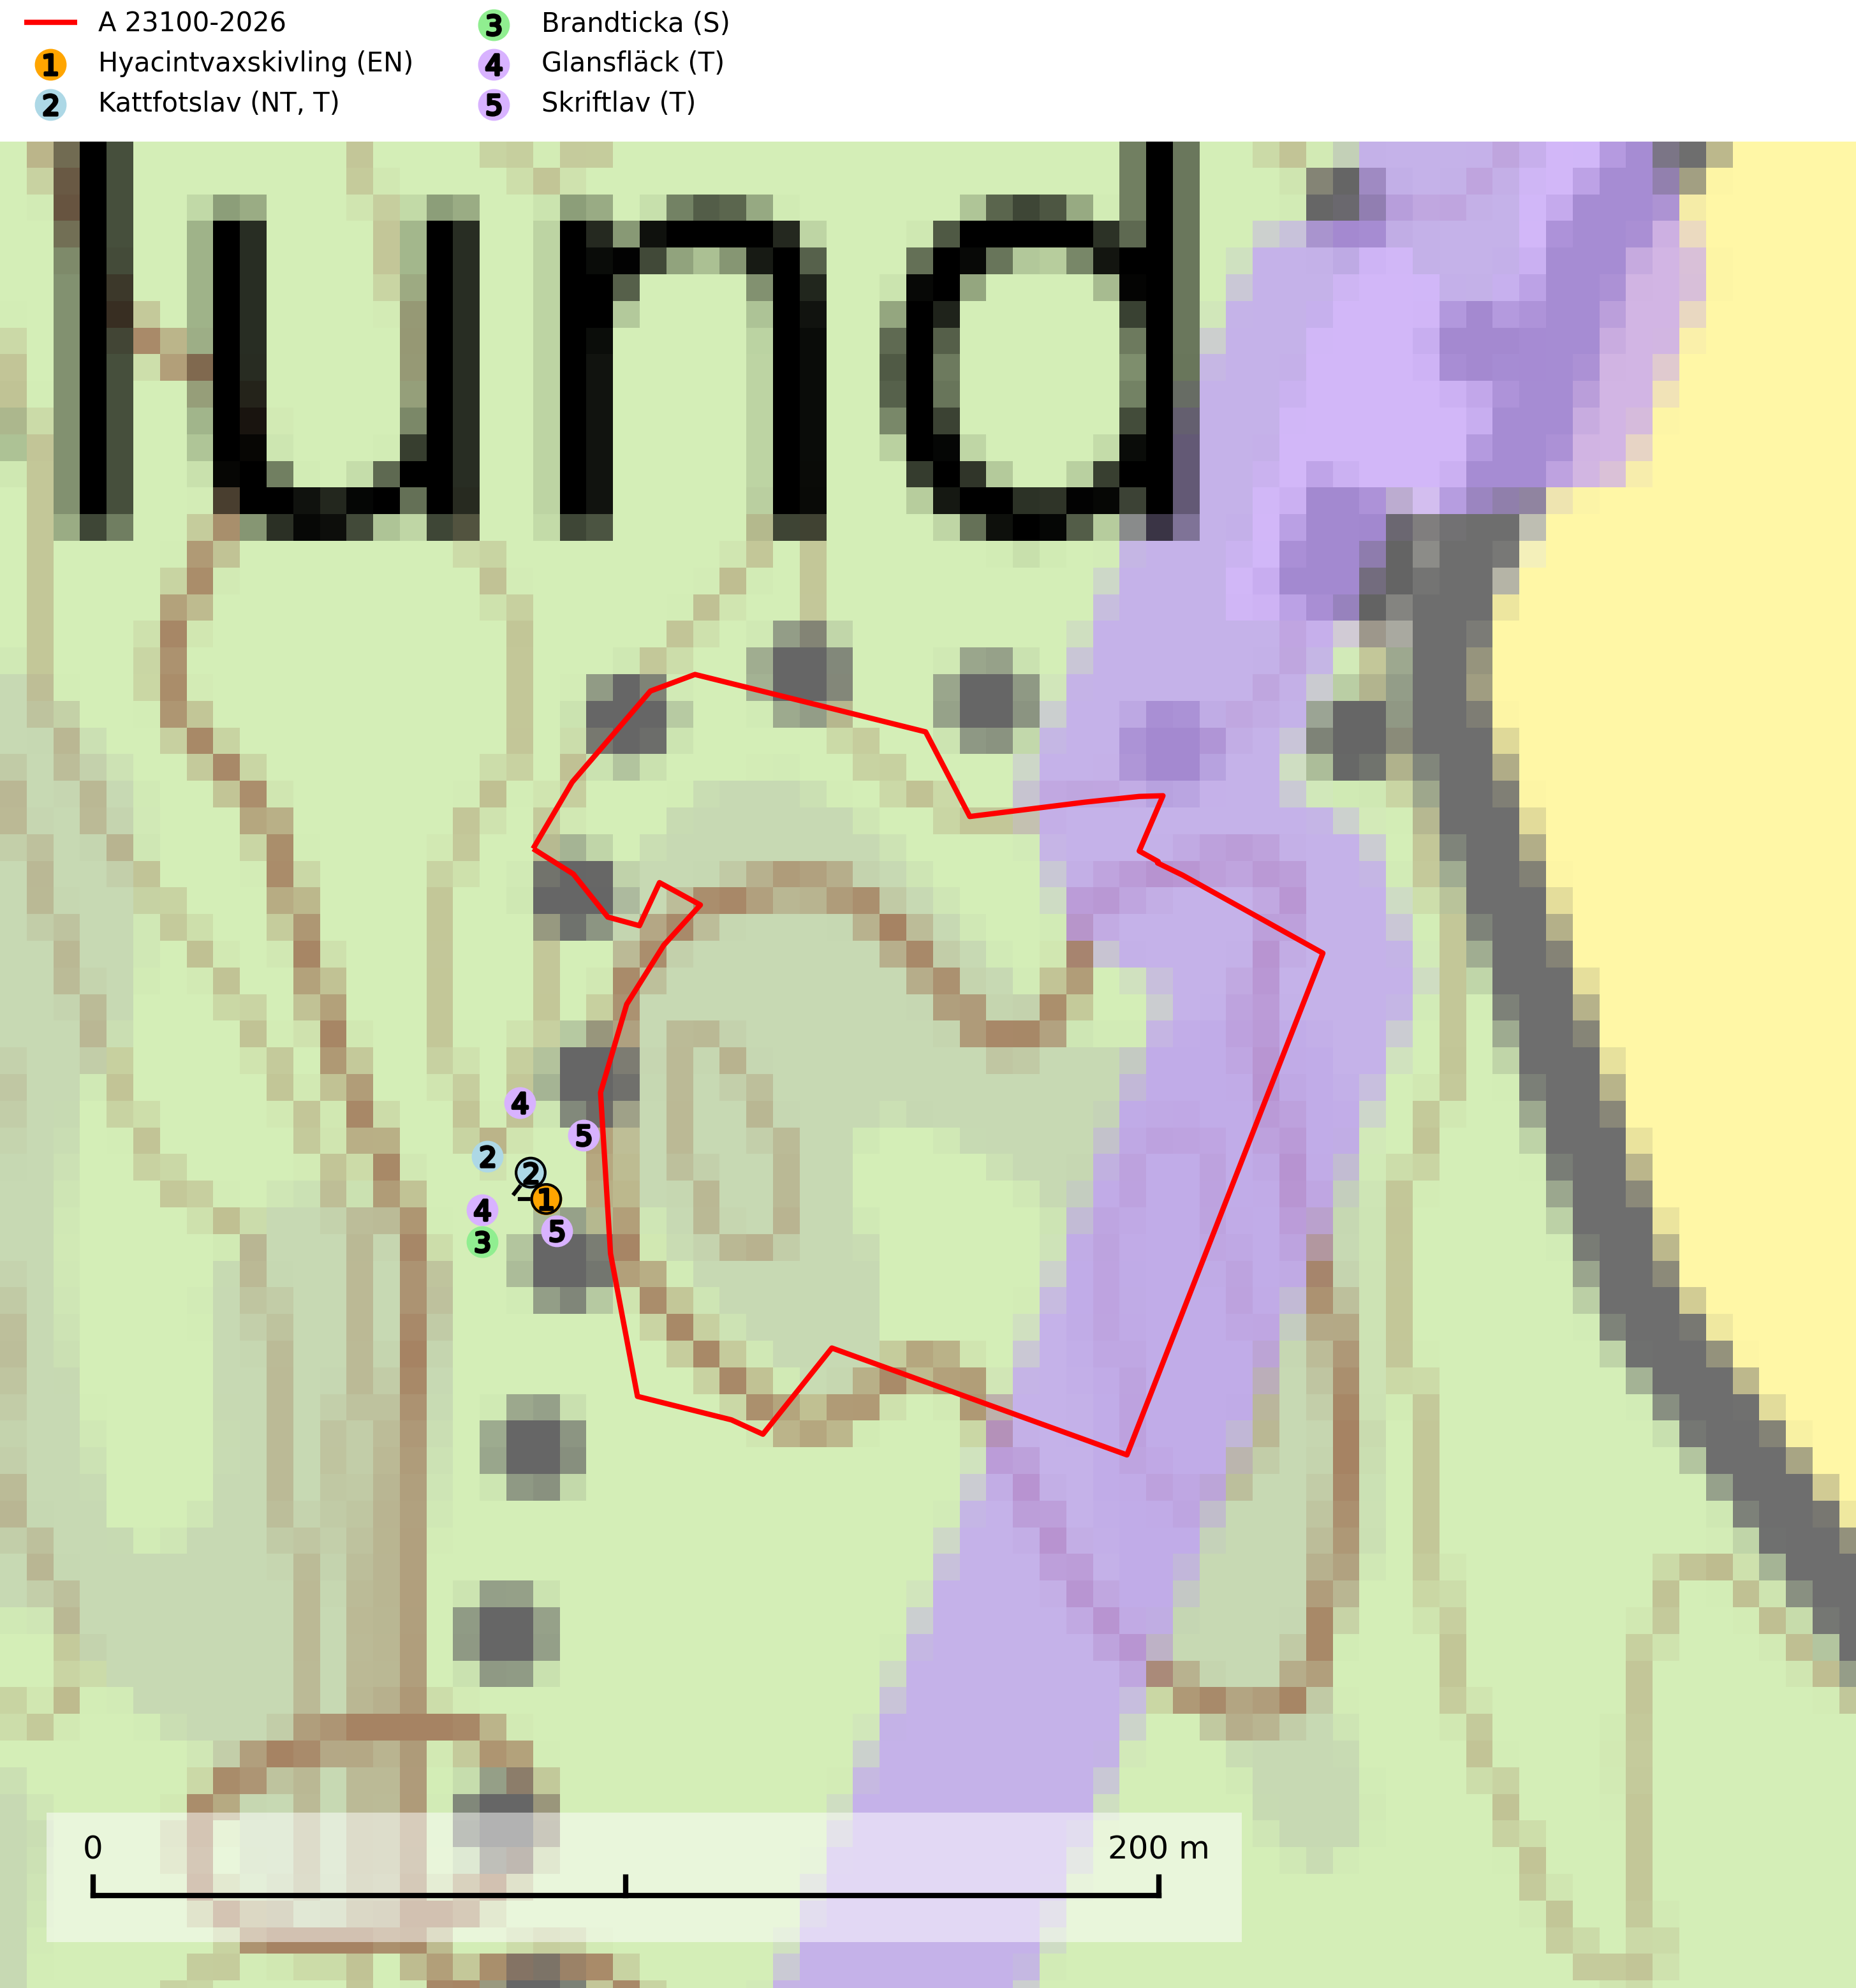 A 23100-2026
1 Hyacintvaxskivling (EN)
2 Kattfotslav (NT, T)
3 Brandticka (S)
4 Glansfläck (T)
5 Skriftlav (T)
lund
4
5
2
2
1
4
5
3
0 200 m